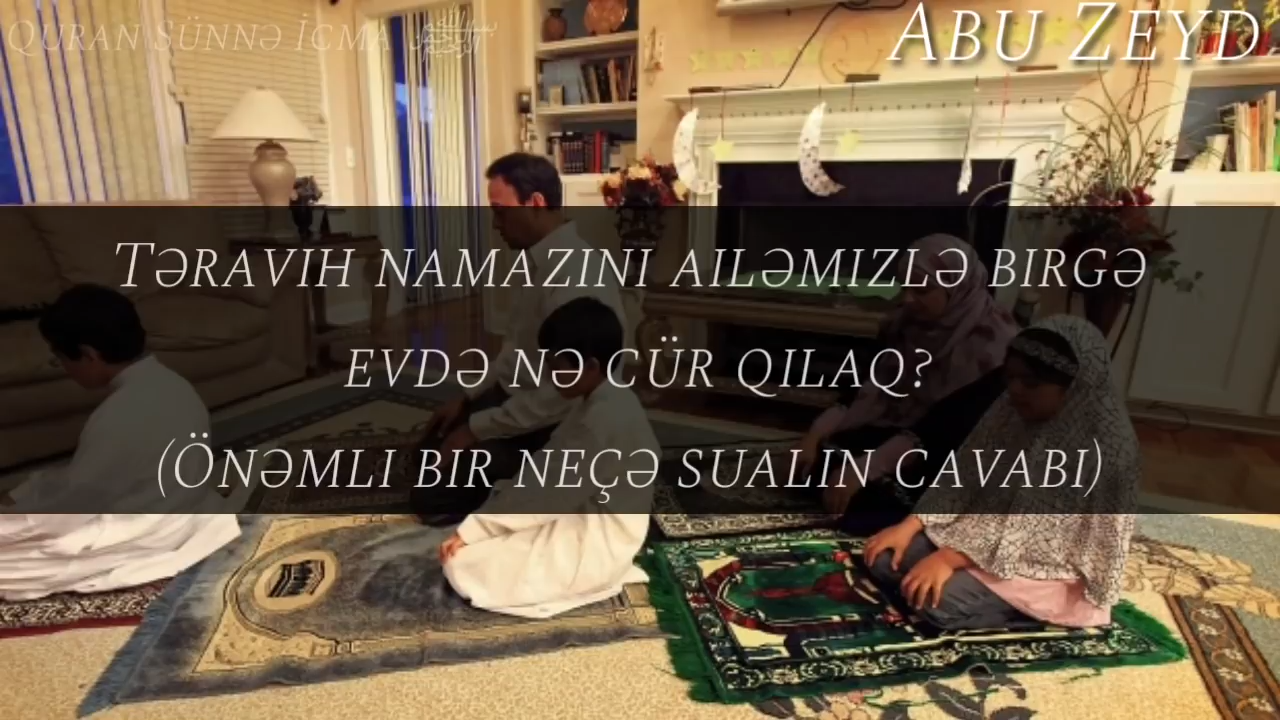 Quran Sünnə İcma
Abu Zeyd
Təravih namazını ailəmizlə birgə
evdə nə cür qılaq?
(Önəmli bir neçə sualın cavabı)